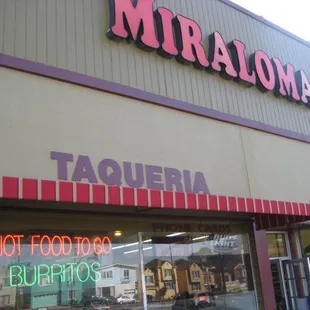 MIRALOMA
TAQUERIA
HOT FOOD TO GO
BURRITOS